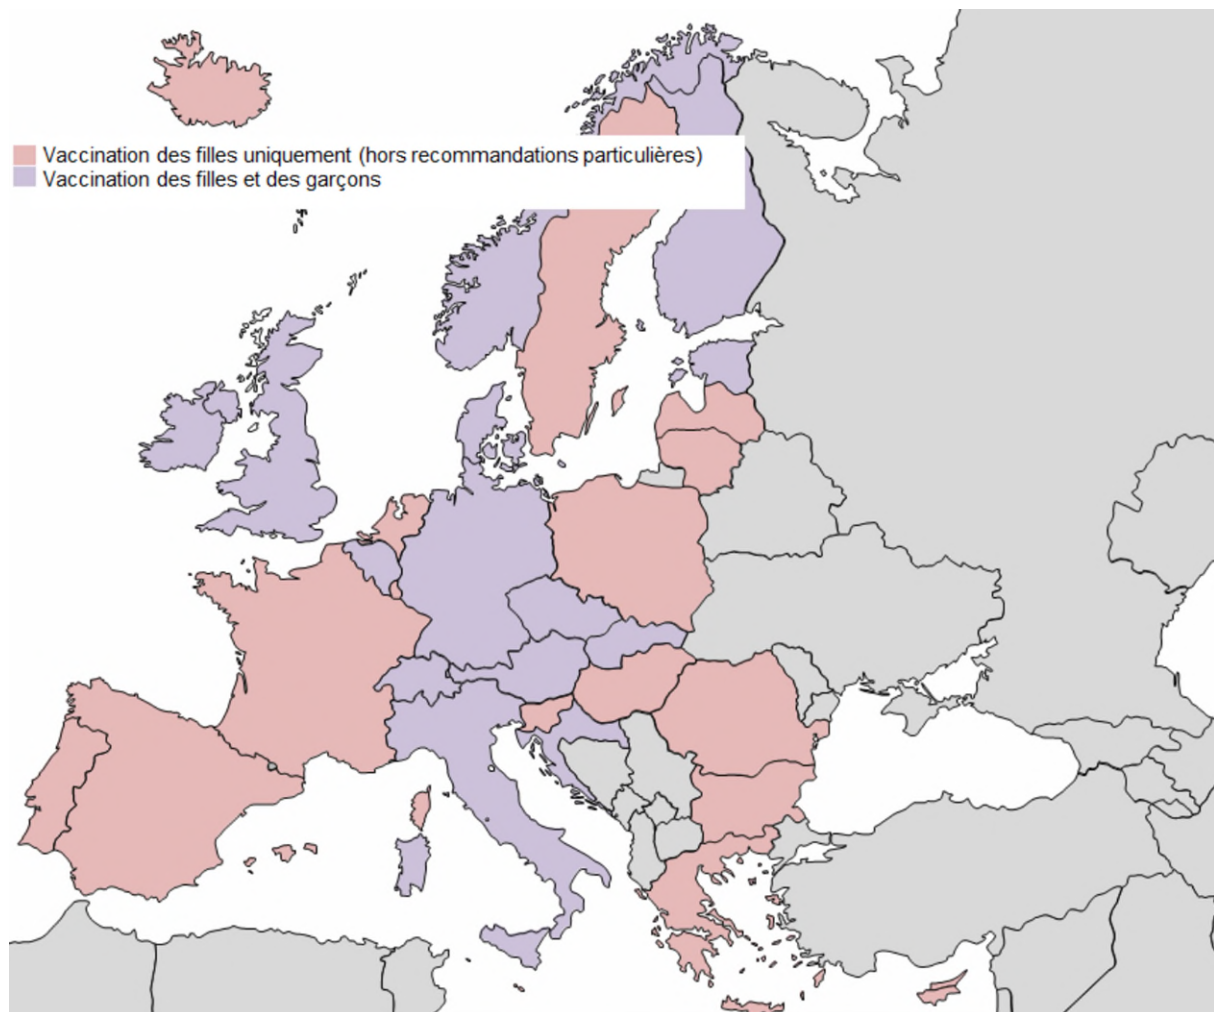 Vaccination des filles uniquement (hors recommandations particulières)
Vaccination des filles et des garçons